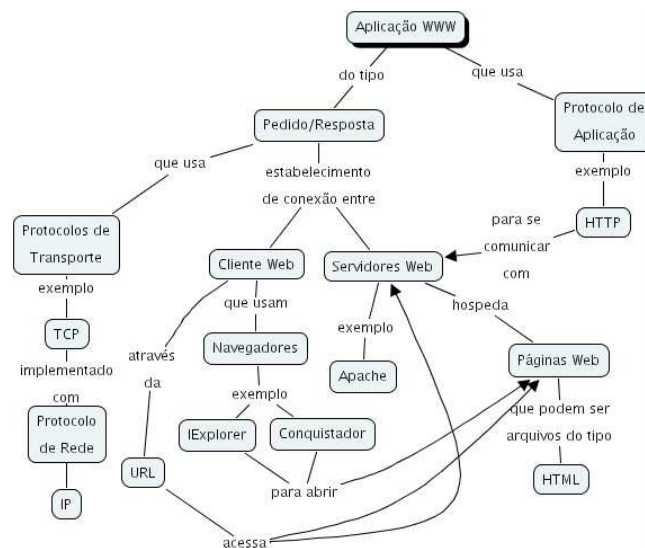 Aplicação WWW
do tipo
que usa
Pedido/Resposta
Protocolo de
Aplicação
que usa
estabelecimento
de conexão entre
exemplo
HTTP
Protocolos de
Transporte
para se
comunicar
com
Cliente Web
Servidores Web
exemplo
que usam
hospeda
TCP
através
da
Navegadores
exemplo
Páginas Web
implementado
com
exemplo
Apache
Protocolo
de Rede
IExplorer
Conquistador
que podem ser
arquivos do tipo
URL
para abrir
HTML
IP
acessa